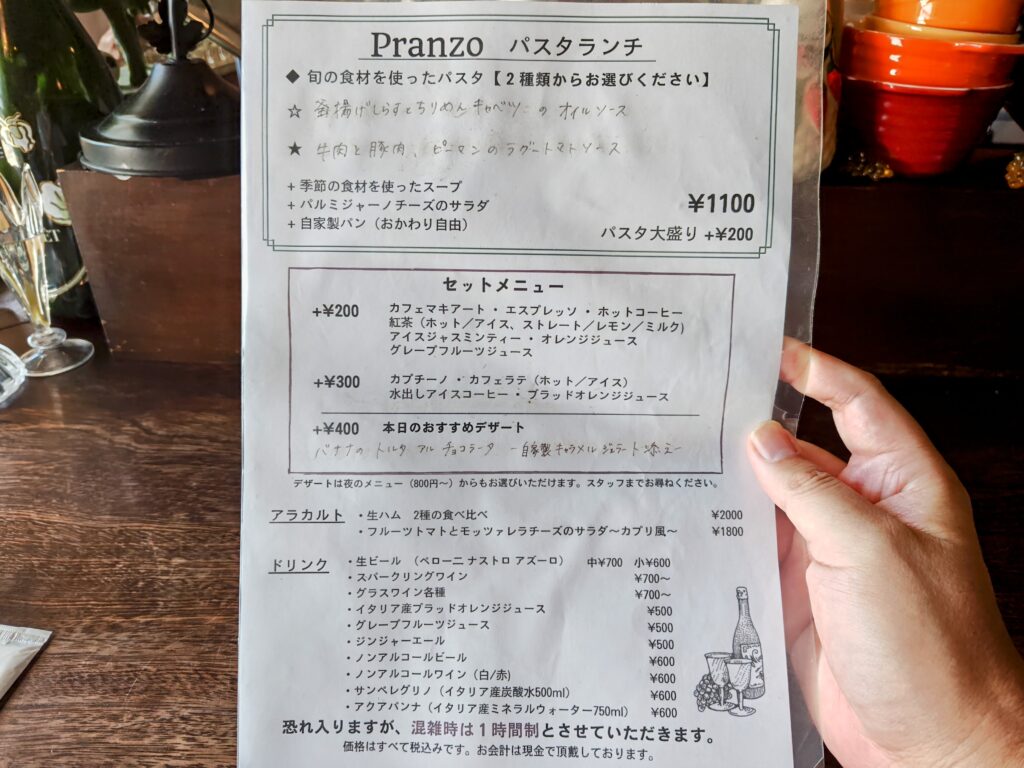 Pranzo パスタランチ
◆ 旬の食材を使ったパスタ【２種類からお選びください】
☆ 釜揚げしらすとちりめんキャベツ のオイルソース
★ 牛肉と豚肉、ピーマンのラグートマトソース
+ 季節の食材を使ったスープ
+ パルミジャーノチーズのサラダ
+ 自家製パン（おかわり自由）
¥1100
パスタ大盛り +¥200
セットメニュー
+¥200 カフェマキアート・エスプレッソ・ホットコーヒー
紅茶（ホット／アイス、ストレート／レモン／ミルク)
アイスジャスミンティー・オレンジジュース
グレープフルーツジュース
+¥300 カプチーノ・カフェラテ（ホット／アイス）
水出しアイスコーヒー・ブラッドオレンジジュース
+¥400 本日のおすすめデザート
バナナの トルタ アル チョコラータ －自家製キャラメルジェラート添え－
デザートは夜のメニュー（800円〜）からもお選びいただけます。スタッフまでお尋ねください。
アラカルト ・生ハム 2種の食べ比べ ¥2000
・フルーツトマトとモッツァレラチーズのサラダ〜カプリ風〜 ¥1800
ドリンク ・生ビール （ペローニ ナストロ アズーロ） 中¥700 小¥600
・スパークリングワイン ¥700〜
・グラスワイン各種 ¥700〜
・イタリア産ブラッドオレンジジュース ¥500
・グレープフルーツジュース ¥500
・ジンジャーエール ¥500
・ノンアルコールビール ¥600
・ノンアルコールワイン（白/赤) ¥600
・サンペレグリノ（イタリア産炭酸水500ml） ¥600
・アクアパンナ（イタリア産ミネラルウォーター750ml） ¥600
恐れ入りますが、混雑時は１時間制とさせていただきます。
価格はすべて税込みです。お会計は現金で頂戴しております。